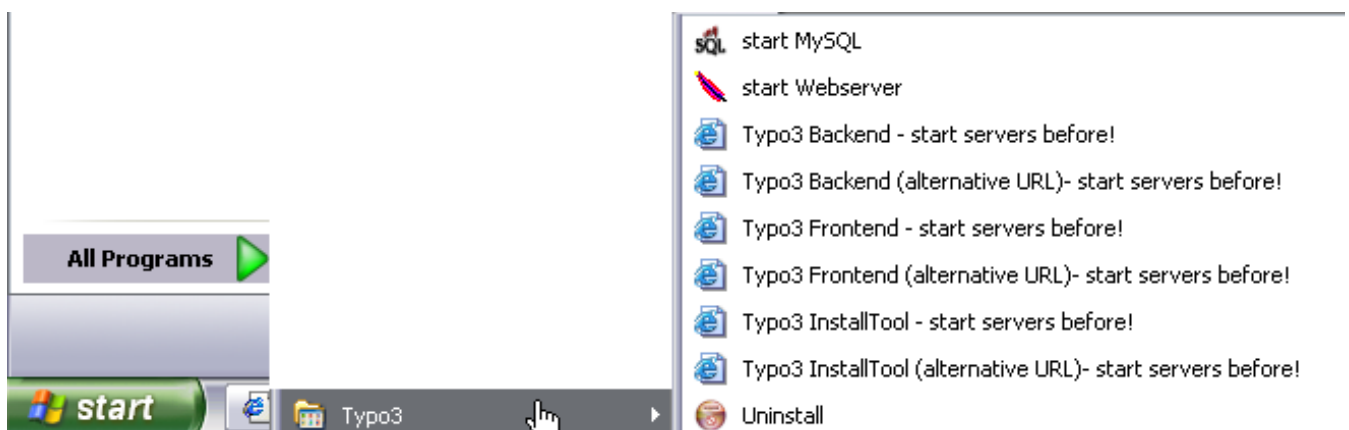 All Programs
start
Typo3
SQL
start MySQL
start Webserver
Typo3 Backend - start servers before!
Typo3 Backend (alternative URL)- start servers before!
Typo3 Frontend - start servers before!
Typo3 Frontend (alternative URL)- start servers before!
Typo3 InstallTool - start servers before!
Typo3 InstallTool (alternative URL)- start servers before!
Uninstall